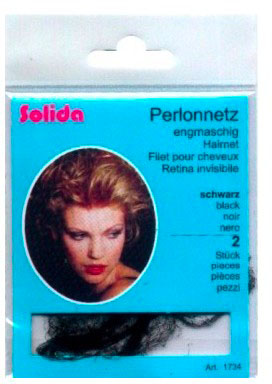 Solida
Perlonnetz
engmaschig
Hairnet
Filet pour cheveux
Retina invisibile
schwarz
black
noir
nero
2
Stück
pieces
pièces
pezzi
Art. 1734